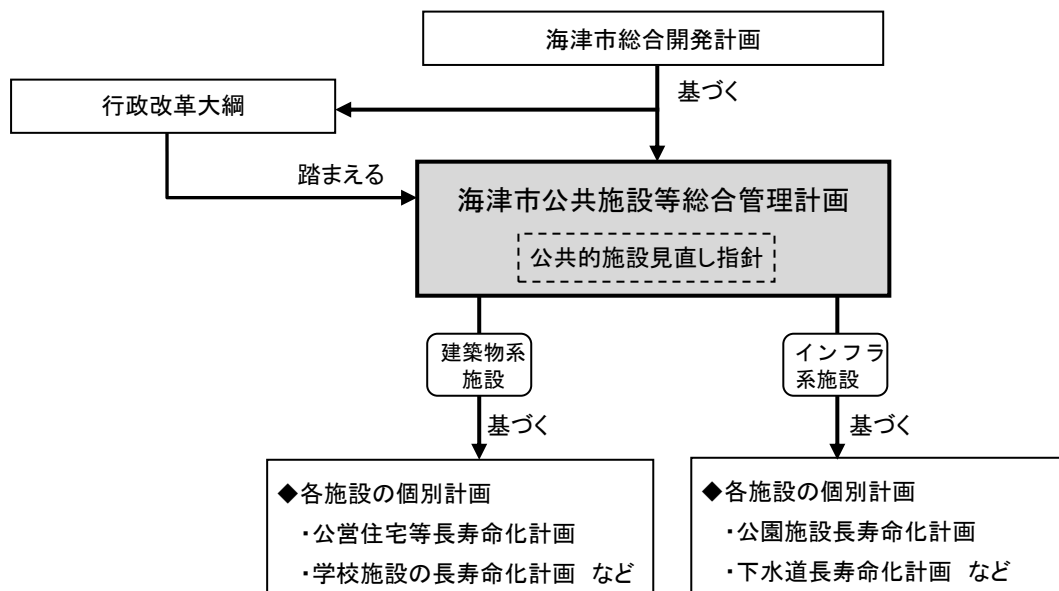 海津市総合開発計画
基づく
行政改革大綱
踏まえる
海津市公共施設等総合管理計画
公共的施設見直し指針
建築物系
施設
インフラ
系施設
基づく
基づく
◆各施設の個別計画
・公営住宅等長寿命化計画
・学校施設の長寿命化計画 など
◆各施設の個別計画
・公園施設長寿命化計画
・下水道長寿命化計画 など